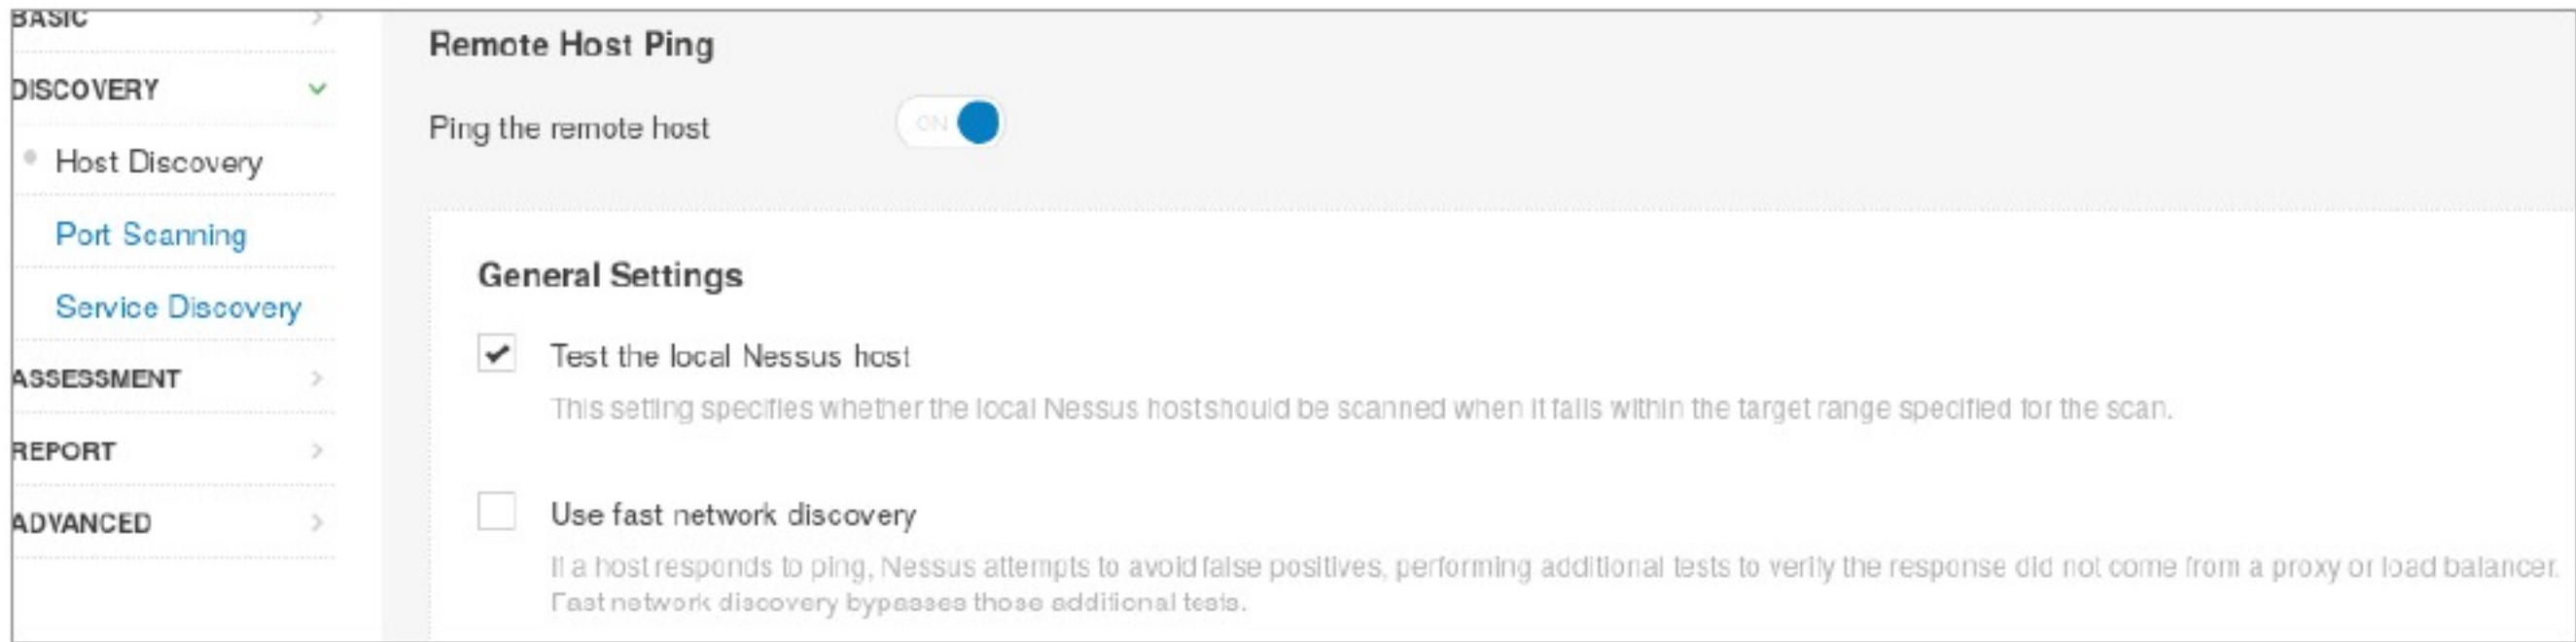 BASIC
DISCOVERY
Host Discovery
Port Scanning
Service Discovery
ASSESSMENT
REPORT
ADVANCED
Remote Host Ping
Ping the remote host
ON
General Settings
Test the local Nessus host
This setting specifies whether the local Nessus host should be scanned when it falls within the target range specified for the scan.
Use fast network discovery
If a host responds to ping, Nessus attempts to avoid false positives, performing additional tests to verify the response did not come from a proxy or load balancer.
Fast network discovery bypasses those additional tests.